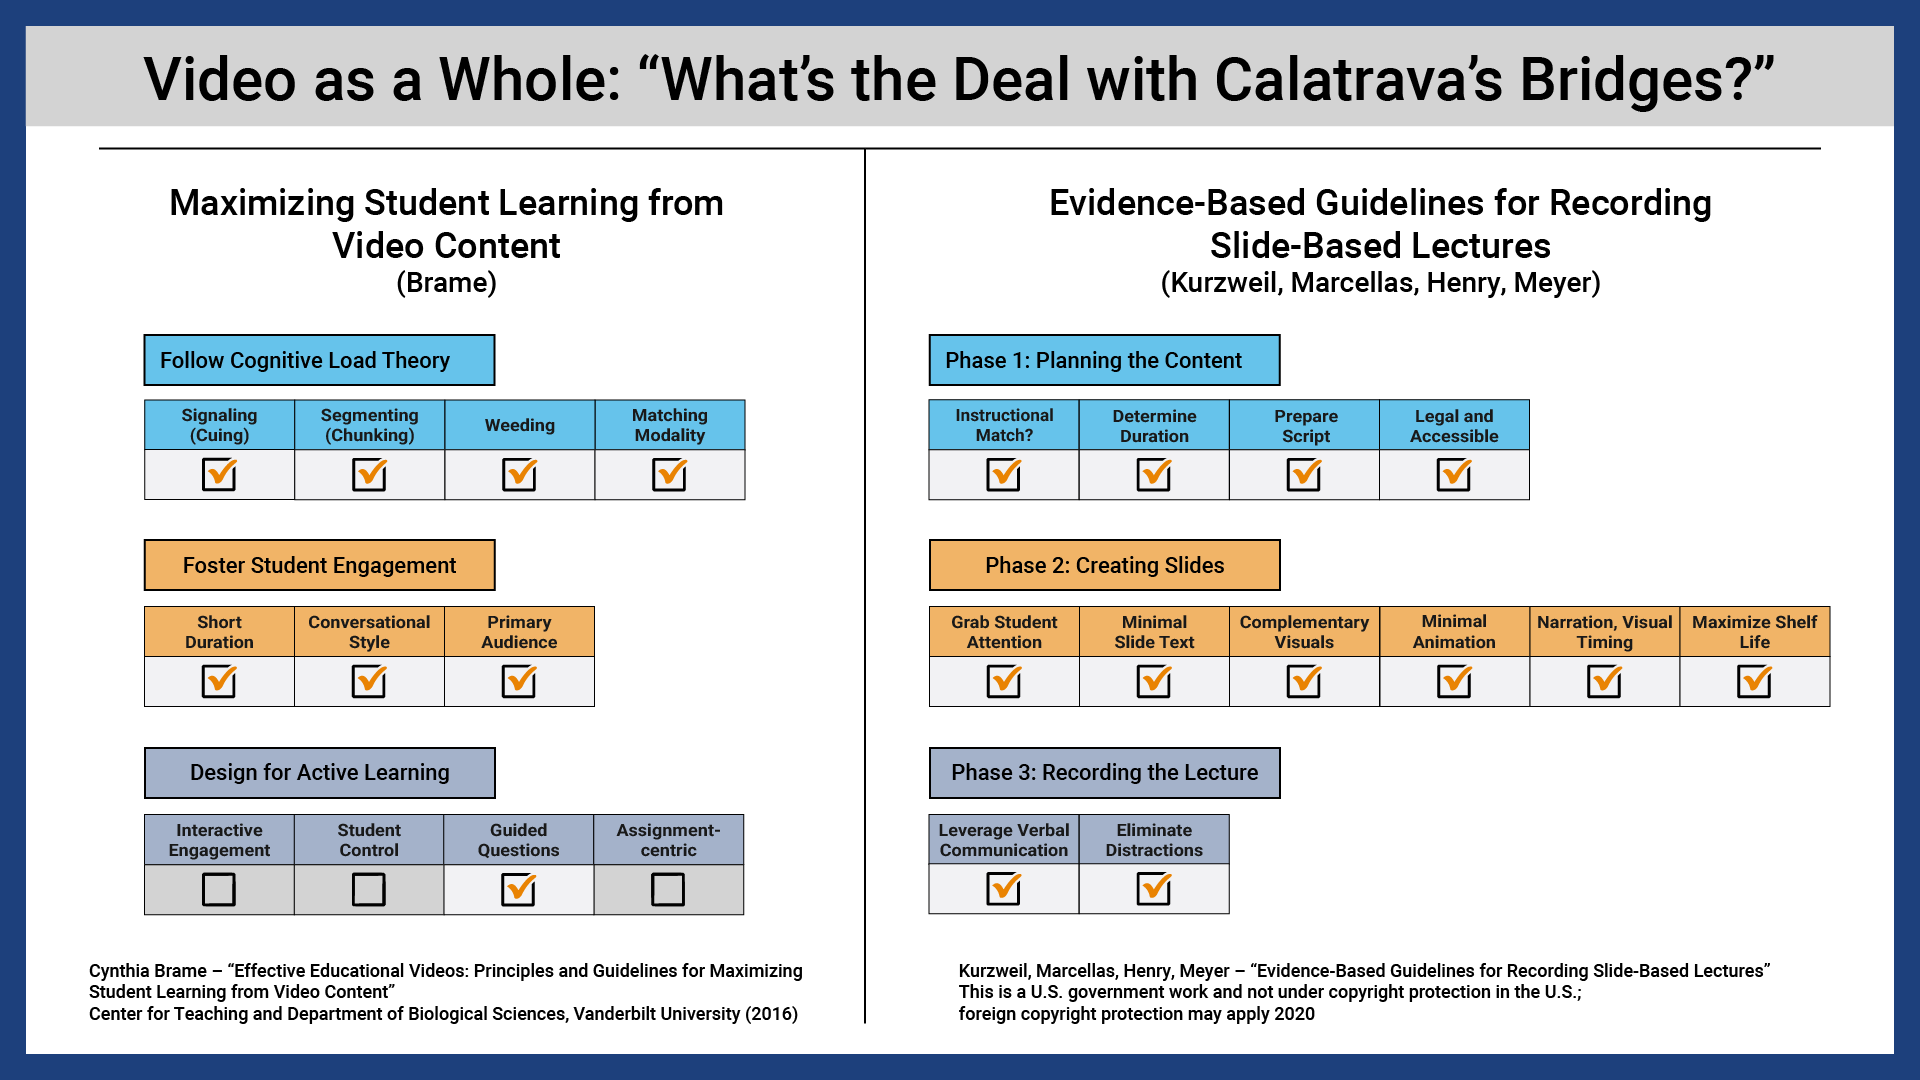 Video as a Whole: “What’s the Deal with Calatrava’s Bridges?”
Maximizing Student Learning from
Video Content
(Brame)
Follow Cognitive Load Theory
Signaling
(Cuing)
Segmenting
(Chunking)
Weeding
Matching
Modality
Foster Student Engagement
Short
Duration
Conversational
Style
Primary
Audience
Design for Active Learning
Interactive
Engagement
Student
Control
Guided
Questions
Assignment-
centric
Cynthia Brame – “Effective Educational Videos: Principles and Guidelines for Maximizing
Student Learning from Video Content”
Center for Teaching and Department of Biological Sciences, Vanderbilt University (2016)
Evidence-Based Guidelines for Recording
Slide-Based Lectures
(Kurzweil, Marcellas, Henry, Meyer)
Phase 1: Planning the Content
Instructional
Match?
Determine
Duration
Prepare
Script
Legal and
Accessible
Phase 2: Creating Slides
Grab Student
Attention
Minimal
Slide Text
Complementary
Visuals
Minimal
Animation
Narration, Visual
Timing
Maximize Shelf
Life
Phase 3: Recording the Lecture
Leverage Verbal
Communication
Eliminate
Distractions
Kurzweil, Marcellas, Henry, Meyer – “Evidence-Based Guidelines for Recording Slide-Based Lectures”
This is a U.S. government work and not under copyright protection in the U.S.;
foreign copyright protection may apply 2020